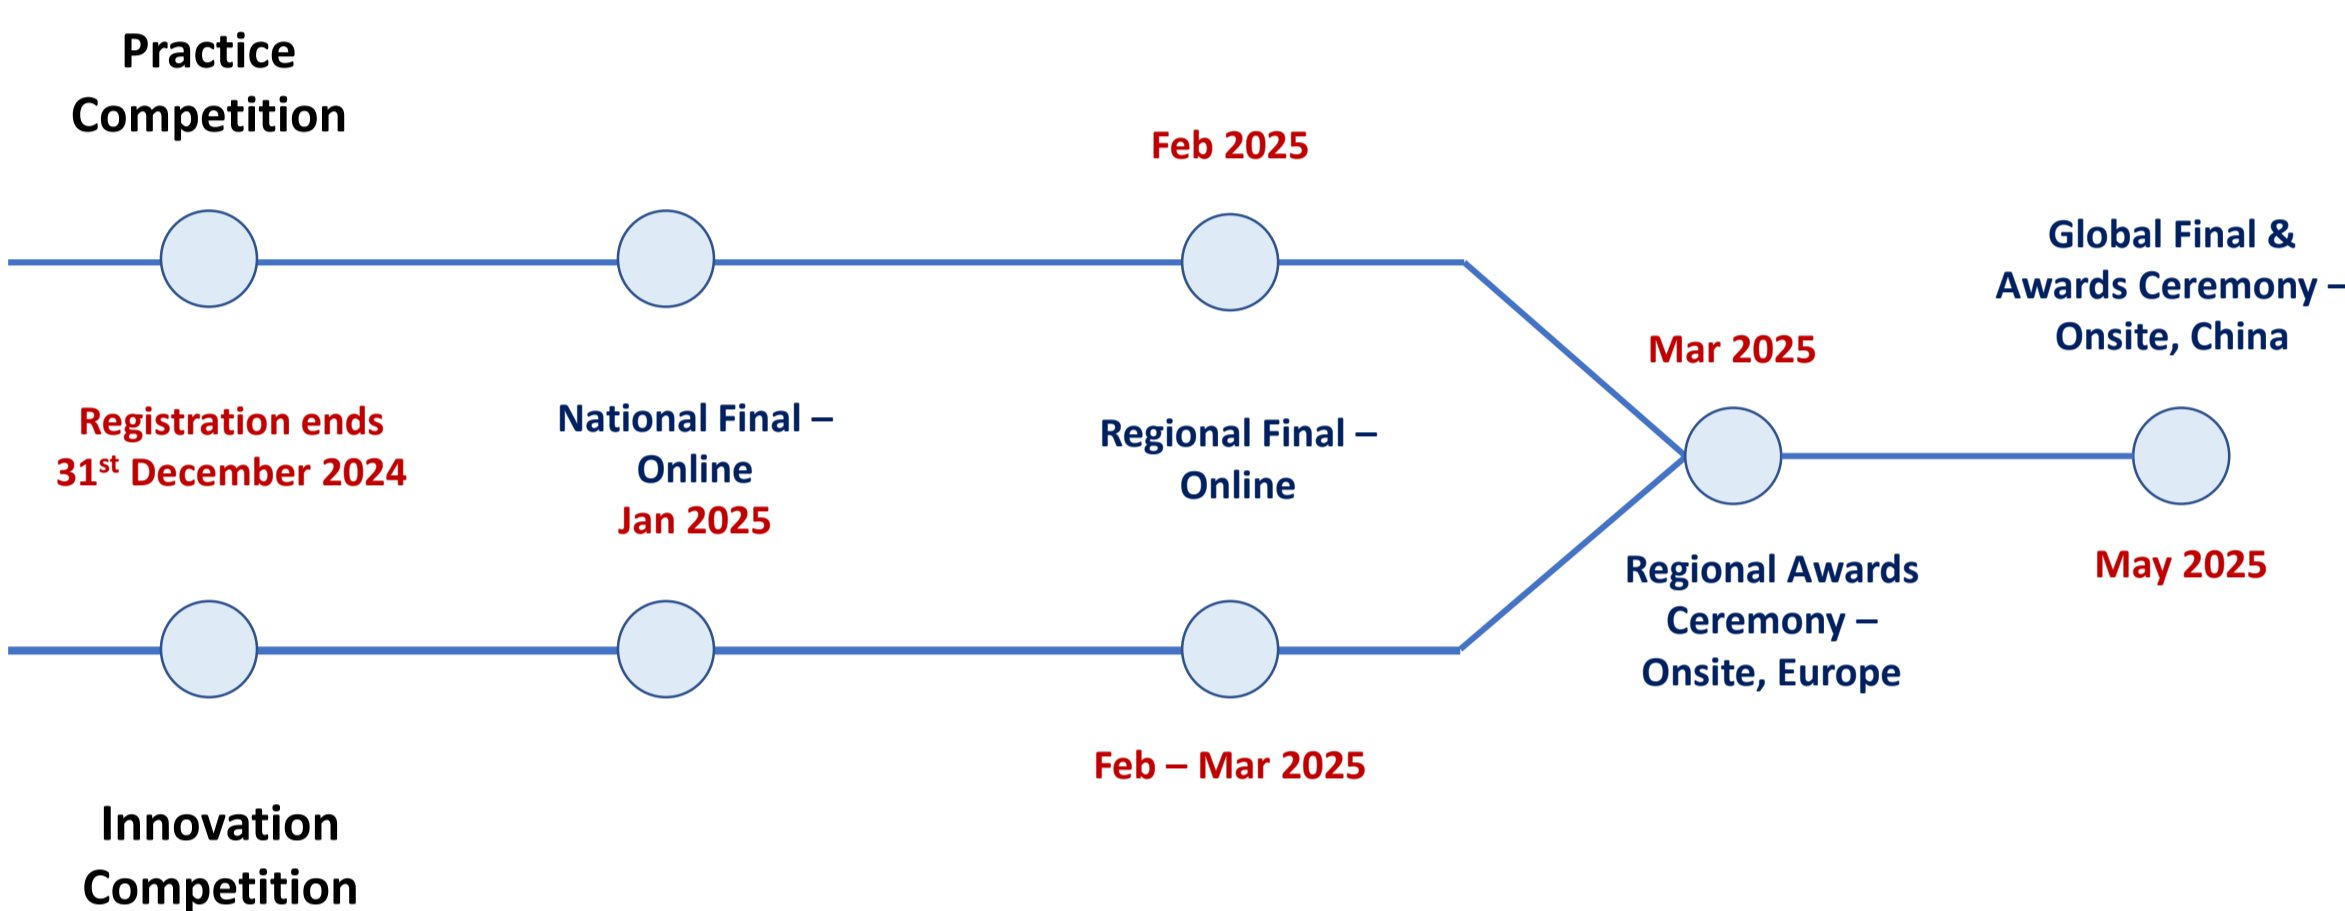 Practice
Competition
Feb 2025
Global Final &
Awards Ceremony –
Onsite, China
Mar 2025
Registration ends
31st December 2024
National Final –
Online
Jan 2025
Regional Final –
Online
Regional Awards
Ceremony –
Onsite, Europe
May 2025
Feb – Mar 2025
Innovation
Competition